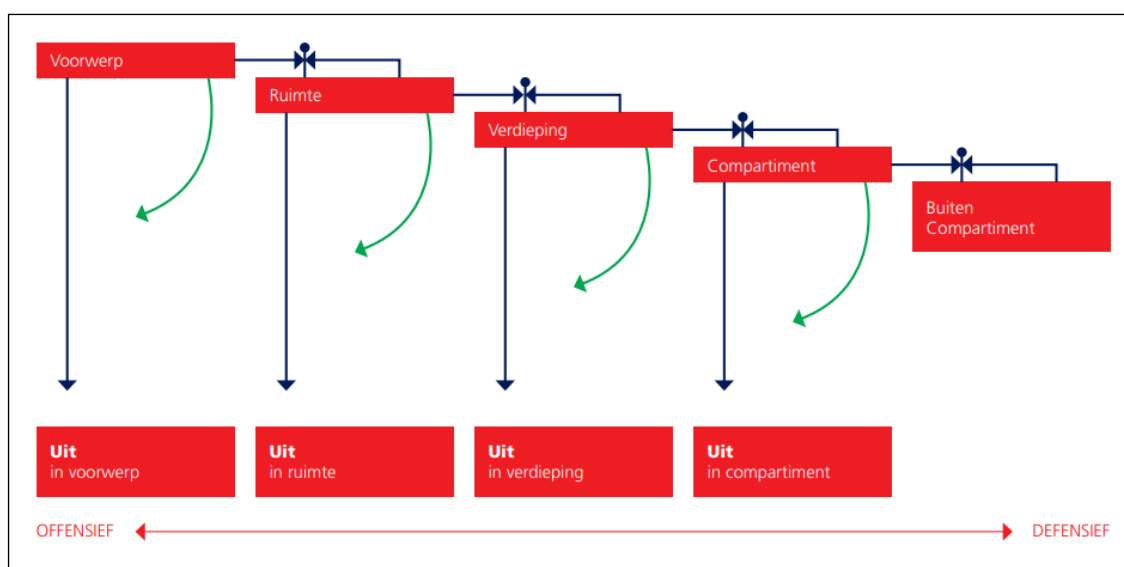 Voorwerp
Ruimte
Verdieping
Compartiment
Buiten
Compartiment
Uit
in voorwerp
Uit
in ruimte
Uit
in verdieping
Uit
in compartiment
OFFENSIEF
DEFENSIEF